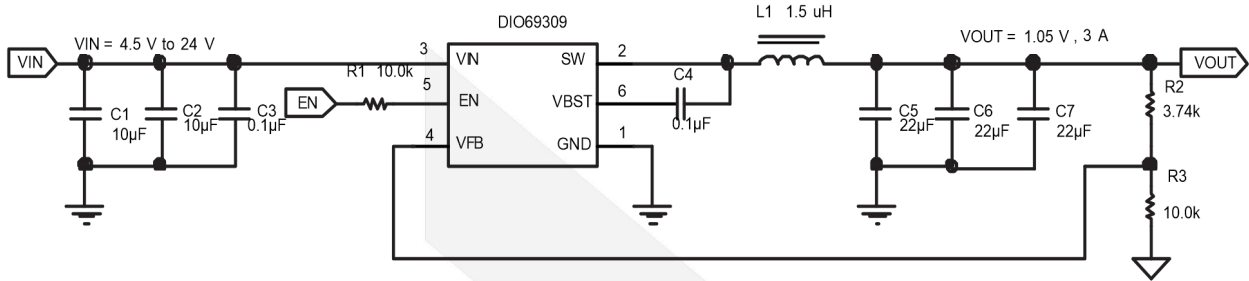 L1 1.5 uH
DIO69309
VIN = 4.5 V to 24 V
VOUT = 1.05 V , 3 A
VIN
3
VIN
SW
2
VOUT
R1 10.0k
C4
R2
EN
5
EN
VBST
6
3.74k
C1
C2
C3
10µF
10µF
0.1µF
0.1µF
C5
C6
C7
22µF
22µF
22µF
4
VFB
GND
1
R3
10.0k